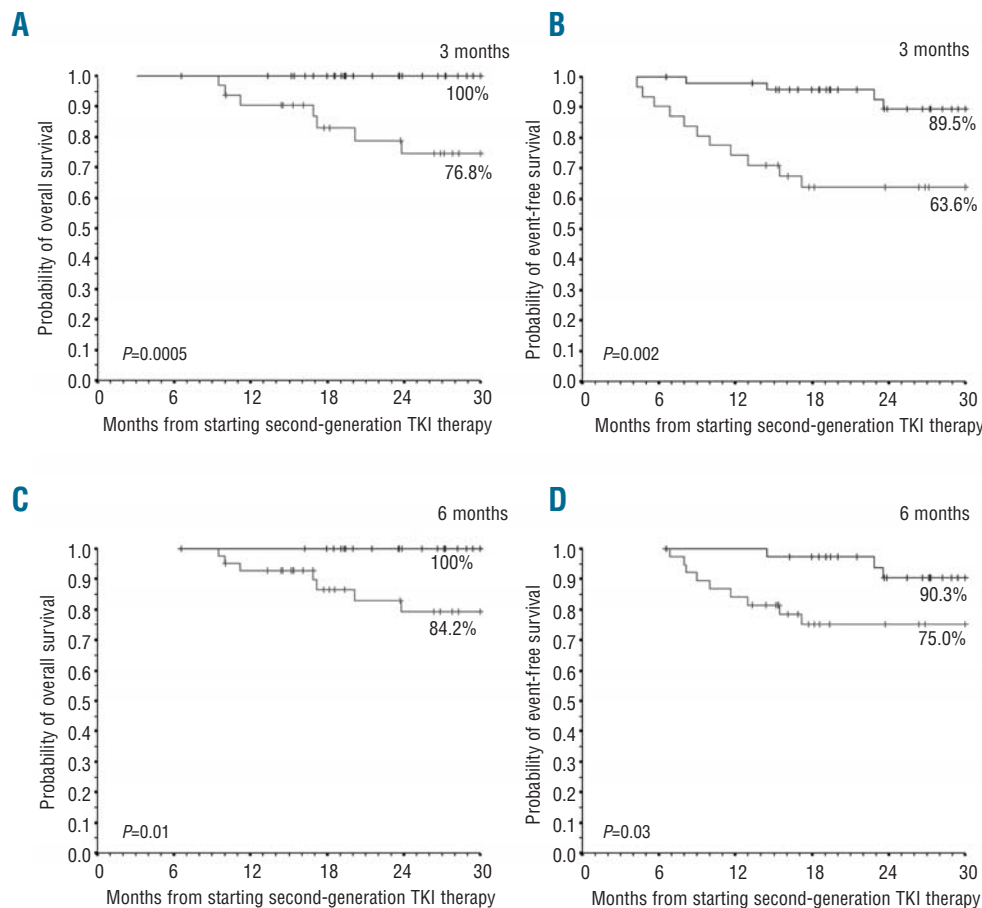 A
3 months
1.0
0.9
0.8
0.7
0.6
0.5
0.4
0.3
0.2
0.1
0.0
Probability of overall survival
100%
76.8%
P=0.0005
0 6 12 18 24 30
Months from starting second-generation TKI therapy
B
3 months
1.0
0.9
0.8
0.7
0.6
0.5
0.4
0.3
0.2
0.1
0.0
Probability of event-free survival
89.5%
63.6%
P=0.002
0 6 12 18 24 30
Months from starting second-generation TKI therapy
C
6 months
1.0
0.9
0.8
0.7
0.6
0.5
0.4
0.3
0.2
0.1
0.0
Probability of overall survival
100%
84.2%
P=0.01
0 6 12 18 24 30
Months from starting second-generation TKI therapy
D
6 months
1.0
0.9
0.8
0.7
0.6
0.5
0.4
0.3
0.2
0.1
0.0
Probability of event-free survival
90.3%
75.0%
P=0.03
0 6 12 18 24 30
Months from starting second-generation TKI therapy